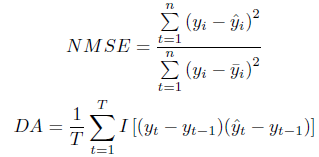 NMSE = \frac{\sum_{t=1}^{n} (y_i - \hat{y}_i)^2}{\sum_{t=1}^{n} (y_i - \bar{y}_i)^2}
DA = \frac{1}{T} \sum_{t=1}^{T} I [(y_t - y_{t-1})(\hat{y}_t - y_{t-1})]